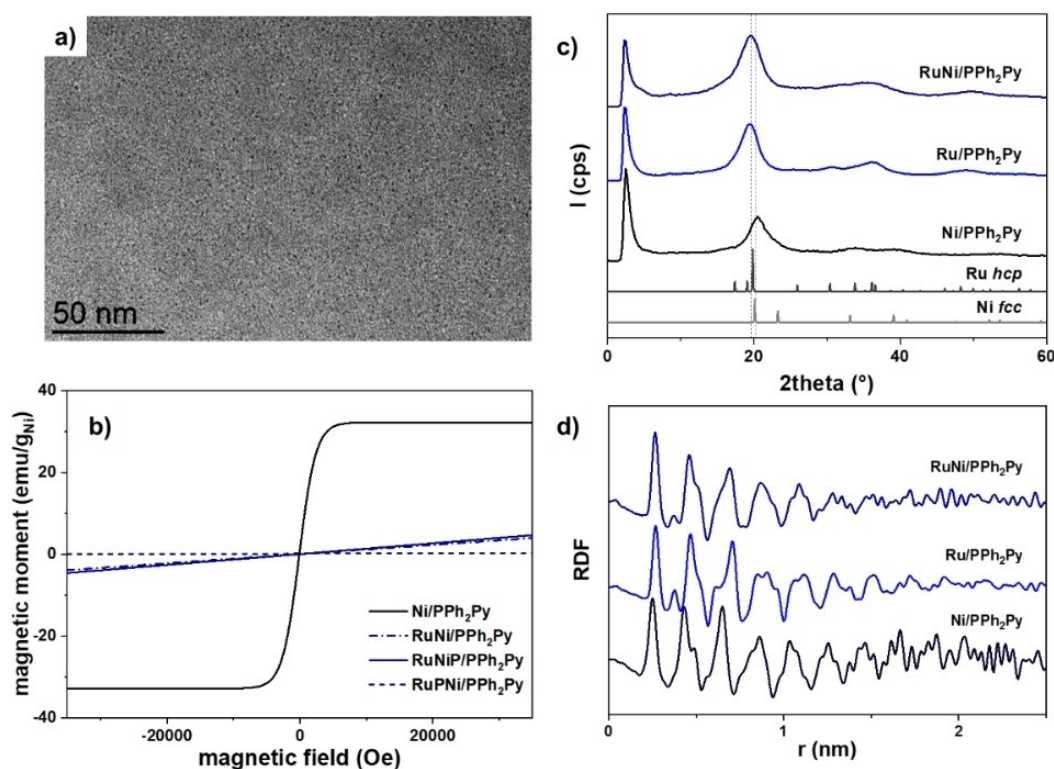 a)
50 nm
b)
magnetic moment (emu/gNi)
40
20
0
-20
-40
Ni/PPh2Py
RuNi/PPh2Py
RuNiP/PPh2Py
RuPNi/PPh2Py
-20000
0
20000
magnetic field (Oe)
c)
I (cps)
RuNi/PPh2Py
Ru/PPh2Py
Ni/PPh2Py
Ru hcp
Ni fcc
0
20
40
60
2theta (°)
d)
RDF
RuNi/PPh2Py
Ru/PPh2Py
Ni/PPh2Py
0
1
2
r (nm)